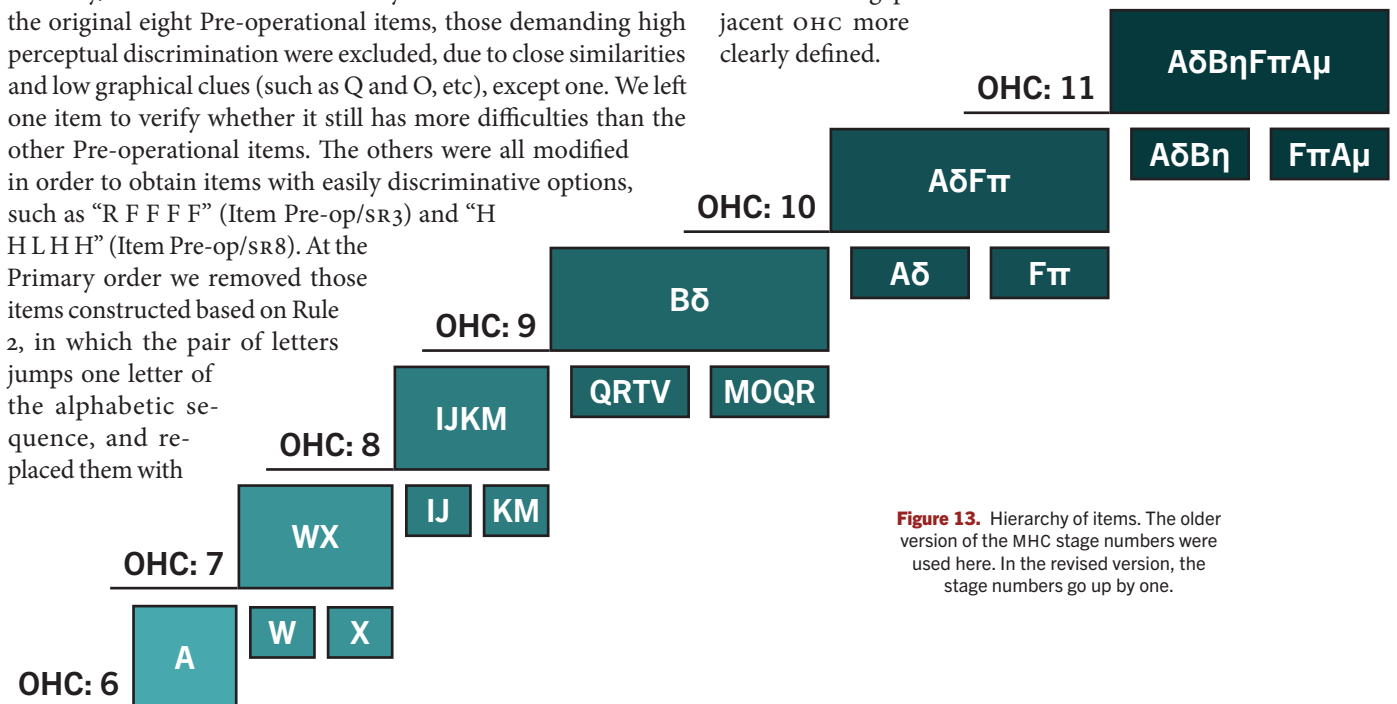 the original eight Pre-operational items, those demanding high
perceptual discrimination were excluded, due to close similarities
and low graphical clues (such as Q and O, etc), except one. We left
one item to verify whether it still has more difficulties than the
other Pre-operational items. The others were all modified
in order to obtain items with easily discriminative options,
such as “R F F F F” (Item Pre-op/SR3) and “H
H L H H” (Item Pre-op/SR8). At the
Primary order we removed those
items constructed based on Rule
2, in which the pair of letters
jumps one letter of
the alphabetic se-
quence, and re-
placed them with
jacent OHC more
clearly defined.
OHC: 11
AδBηFπAμ
AδBη
FπAμ
OHC: 10
AδFπ
Aδ
Fπ
OHC: 9
Bδ
QRTV
MOQR
OHC: 8
IJKM
IJ
KM
OHC: 7
WX
W
X
OHC: 6
A
Figure 13. Hierarchy of items. The older
version of the MHC stage numbers were
used here. In the revised version, the
stage numbers go up by one.